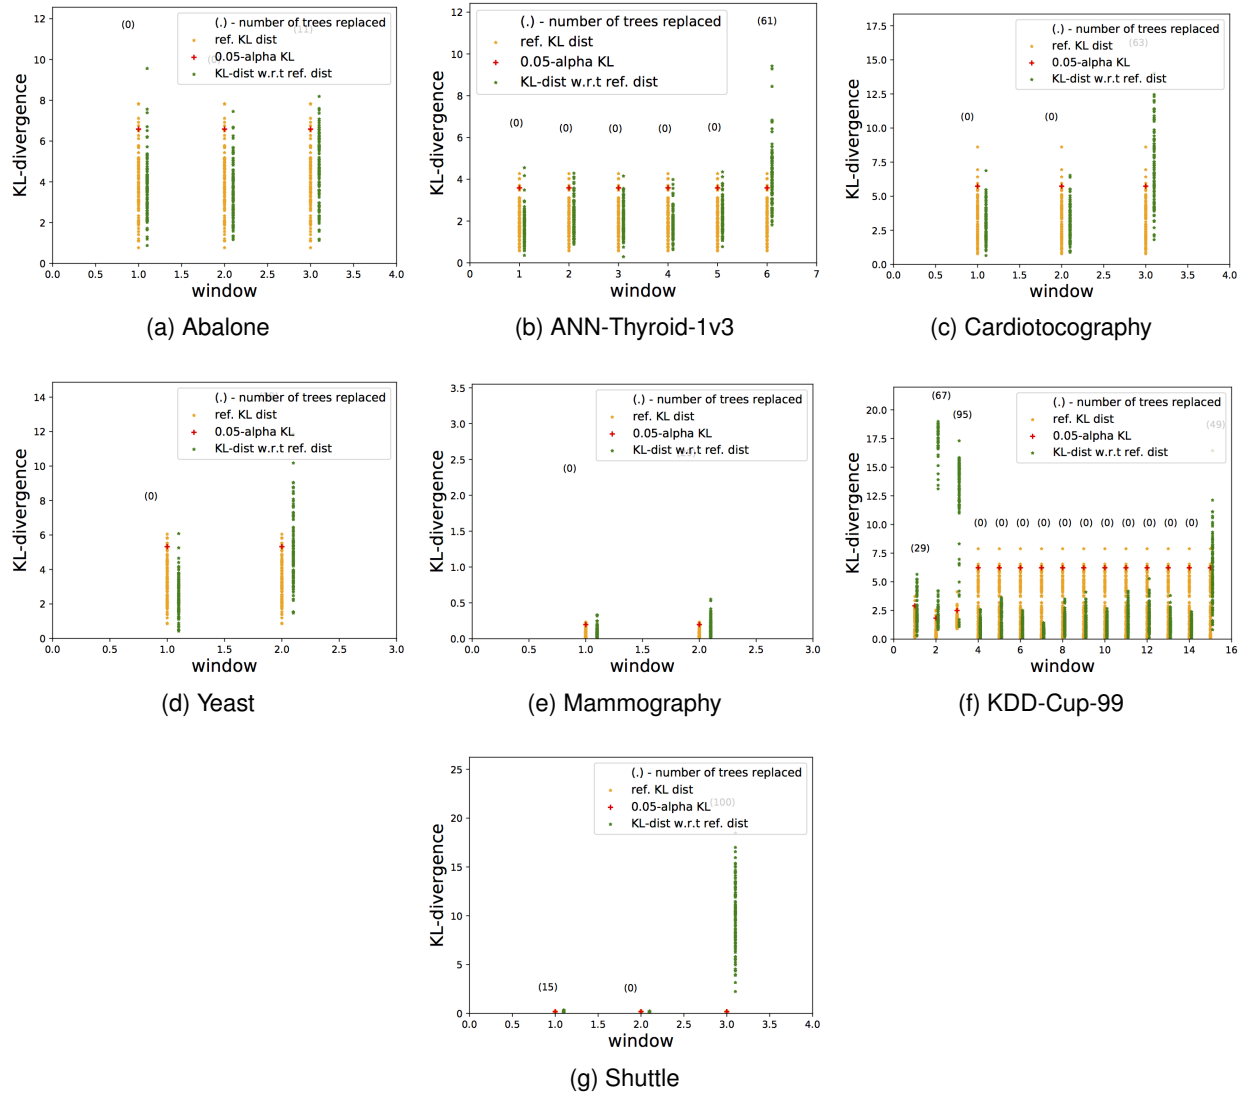 12
10
8
6
4
2
0
KL-divergence
(0)
(11)
(.) - number of trees replaced
ref. KL dist
0.05-alpha KL
KL-dist w.r.t ref. dist
0.0 0.5 1.0 1.5 2.0 2.5 3.0 3.5 4.0
window
(a) Abalone
12
10
8
6
4
2
0
KL-divergence
(.) - number of trees replaced
ref. KL dist
0.05-alpha KL
KL-dist w.r.t ref. dist
(61)
(0) (0) (0) (0) (0)
0 1 2 3 4 5 6 7
window
(b) ANN-Thyroid-1v3
17.5
15.0
12.5
10.0
7.5
5.0
2.5
0.0
KL-divergence
(.) - number of trees replaced
ref. KL dist
(63)
0.05-alpha KL
KL-dist w.r.t ref. dist
(0) (0)
0.0 0.5 1.0 1.5 2.0 2.5 3.0 3.5 4.0
window
(c) Cardiotocography
14
12
10
8
6
4
2
0
KL-divergence
(.) - number of trees replaced
ref. KL dist
0.05-alpha KL
KL-dist w.r.t ref. dist
(0)
0.0 0.5 1.0 1.5 2.0 2.5 3.0
window
(d) Yeast
3.5
3.0
2.5
2.0
1.5
1.0
0.5
0.0
KL-divergence
(.) - number of trees replaced
ref. KL dist
0.05-alpha KL
KL-dist w.r.t ref. dist
(0)
0.0 0.5 1.0 1.5 2.0 2.5 3.0
window
(e) Mammography
20.0
17.5
15.0
12.5
10.0
7.5
5.0
2.5
0.0
KL-divergence
(67)
(95)
(.) - number of trees replaced
ref. KL dist
(49)
0.05-alpha KL
KL-dist w.r.t ref. dist
(29)
(0) (0) (0) (0) (0) (0) (0) (0) (0) (0) (0)
0 2 4 6 8 10 12 14 16
window
(f) KDD-Cup-99
25
20
15
10
5
0
KL-divergence
(.) - number of trees replaced
ref. KL dist
0.05-alpha KL
(100)
KL-dist w.r.t ref. dist
(15) (0)
0.0 0.5 1.0 1.5 2.0 2.5 3.0 3.5 4.0
window
(g) Shuttle